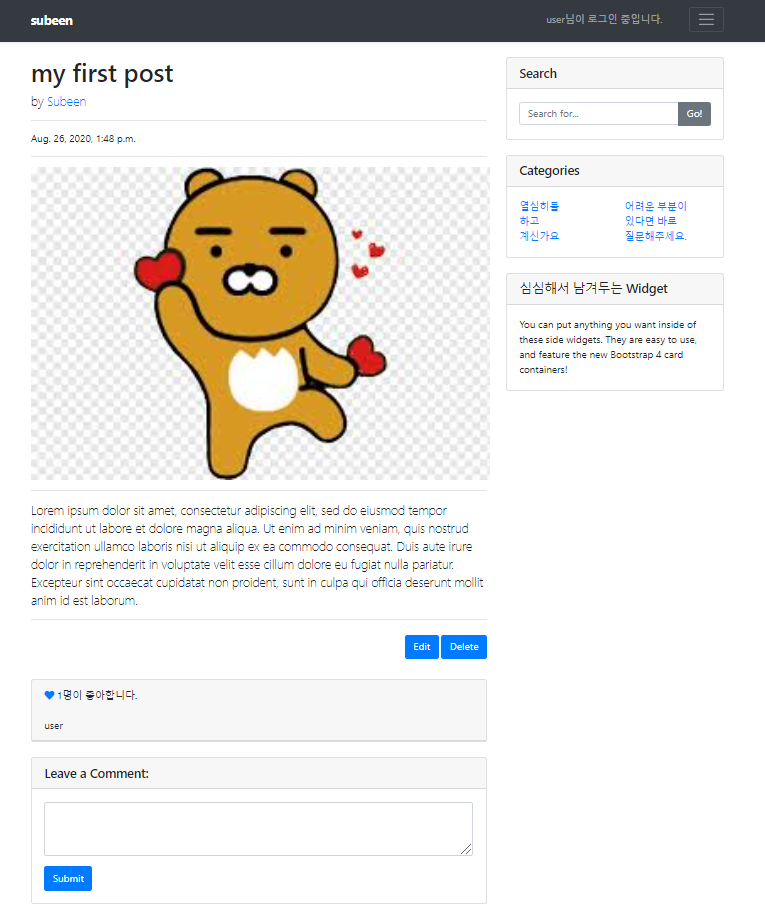 subeen
user님이 로그인 중입니다.
my first post
by Subeen
Aug. 26, 2020, 1:48 p.m.
Lorem ipsum dolor sit amet, consectetur adipiscing elit, sed do eiusmod tempor
incididunt ut labore et dolore magna aliqua. Ut enim ad minim veniam, quis nostrud
exercitation ullamco laboris nisi ut aliquip ex ea commodo consequat. Duis aute irure
dolor in reprehenderit in voluptate velit esse cillum dolore eu fugiat nulla pariatur.
Excepteur sint occaecat cupidatat non proident, sunt in culpa qui officia deserunt mollit
anim id est laborum.
Edit
Delete
1명이 좋아합니다.
user
Leave a Comment:
Submit
Search
Search for...
Go!
Categories
열심히들
하고
계신가요
어려운 부분이
있다면 바로
질문해주세요.
심심해서 남겨두는 Widget
You can put anything you want inside of
these side widgets. They are easy to use,
and feature the new Bootstrap 4 card
containers!